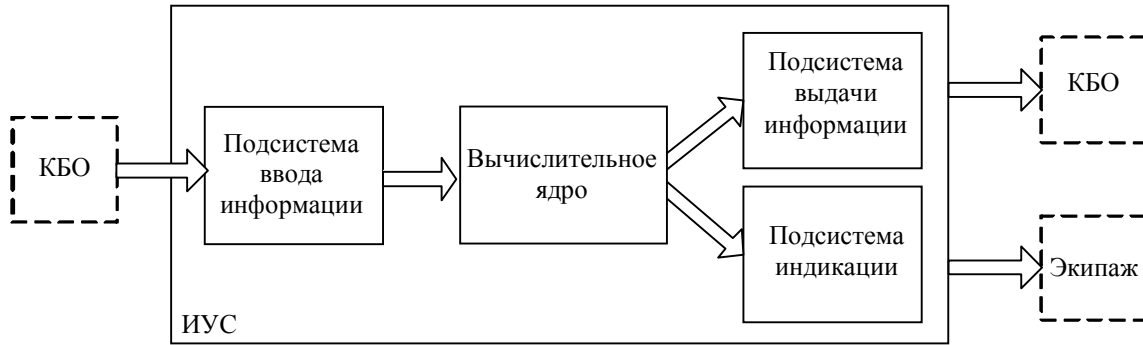 КБО
Подсистема
ввода
информации
Вычислительное
ядро
Подсистема
выдачи
информации
Подсистема
индикации
КБО
Экипаж
ИУС